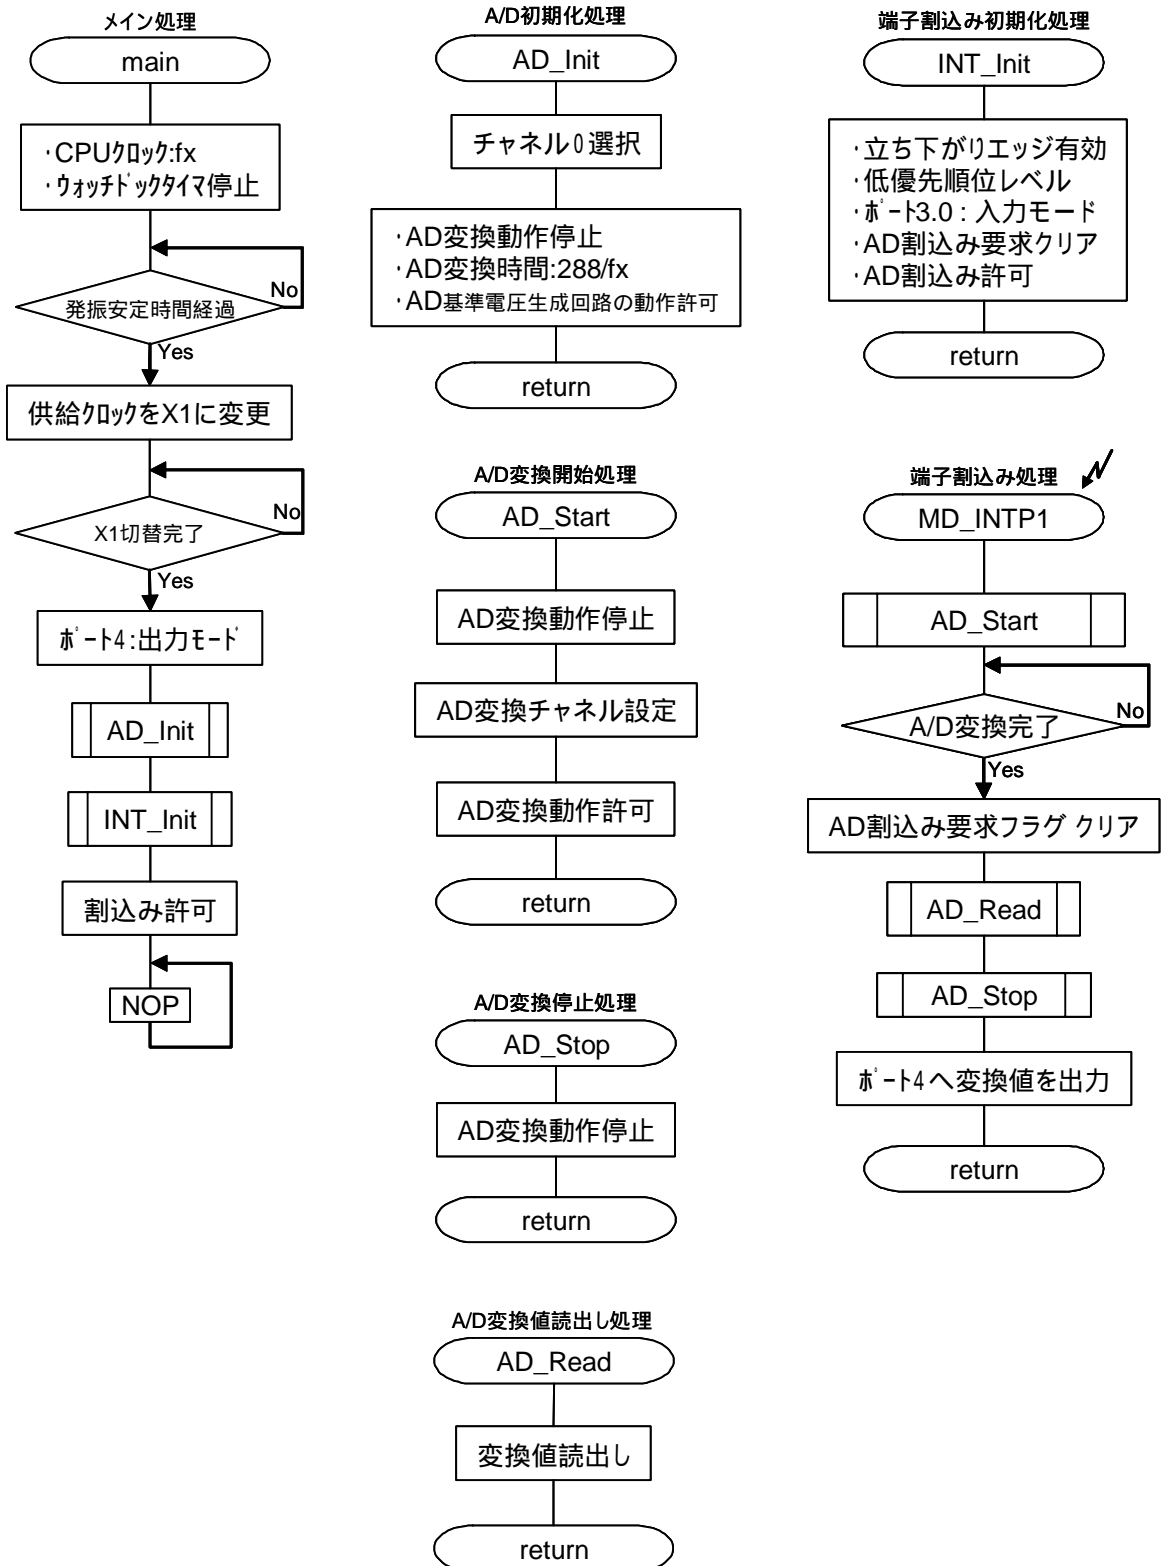 メイン処理
main
・CPUｸﾛｯｸ:fx
・ｳｫｯﾁﾄﾞｯｸﾀｲﾏ停止
No
発振安定時間経過
Yes
供給ｸﾛｯｸをX1に変更
No
X1切替完了
Yes
ﾎﾟｰﾄ4:出力ﾓｰﾄﾞ
AD_Init
INT_Init
割込み許可
NOP
A/D初期化処理
AD_Init
チャネル0選択
・AD変換動作停止
・AD変換時間:288/fx
・AD基準電圧生成回路の動作許可
return
A/D変換開始処理
AD_Start
AD変換動作停止
AD変換チャネル設定
AD変換動作許可
return
A/D変換停止処理
AD_Stop
AD変換動作停止
return
A/D変換値読出し処理
AD_Read
変換値読出し
return
端子割込み初期化処理
INT_Init
・立ち下がりエッジ有効
・低優先順位レベル
・ﾎﾟｰﾄ3.0:入力モード
・AD割込み要求クリア
・AD割込み許可
return
端子割込み処理
MD_INTP1
AD_Start
No
A/D変換完了
Yes
AD割込み要求フラグ クリア
AD_Read
AD_Stop
ﾎﾟｰﾄ4へ変換値を出力
return